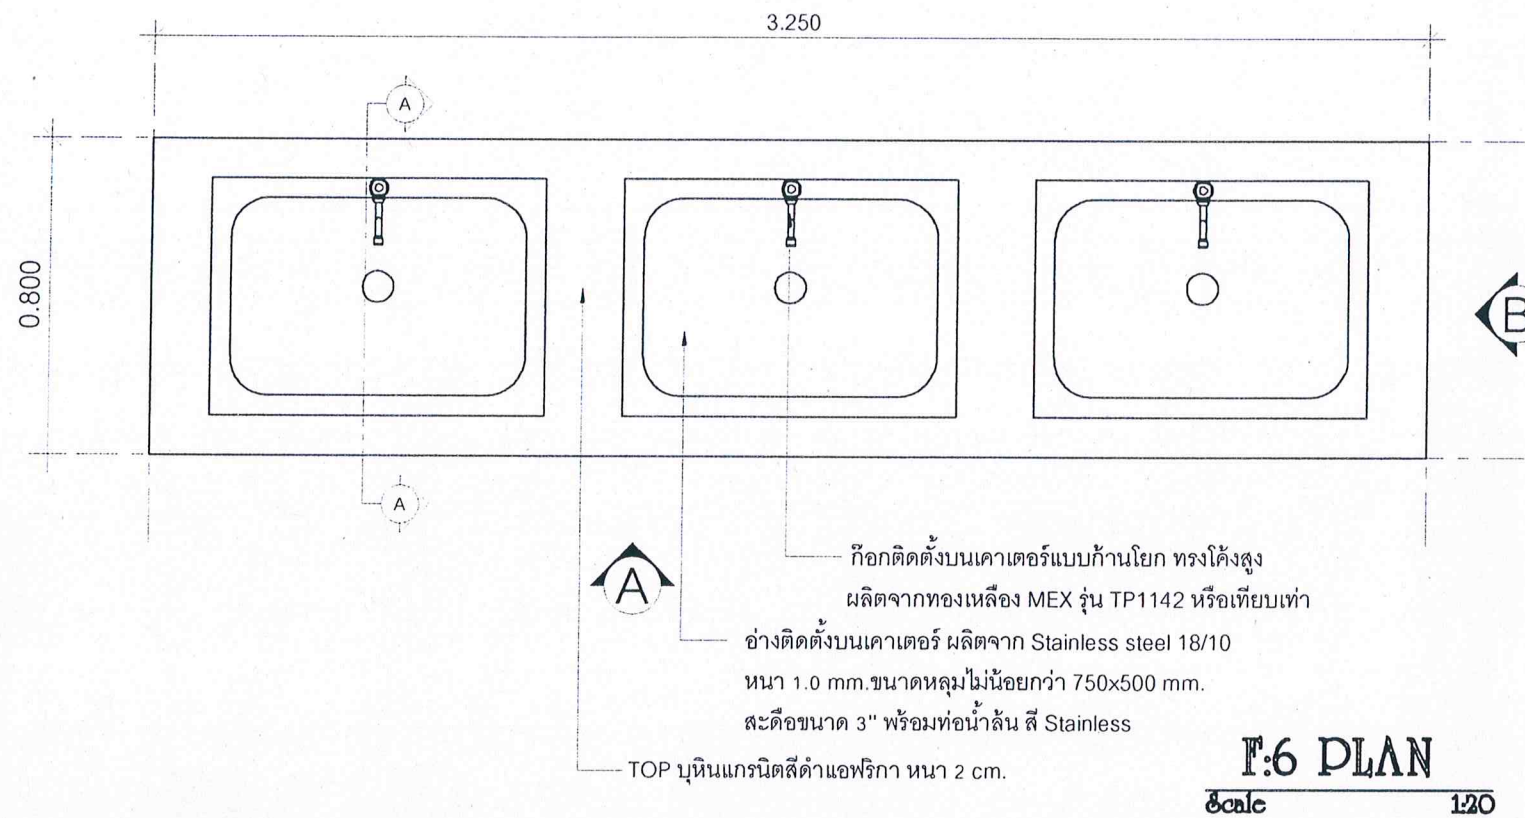 3.250
A
0.800
B
A
A
ก๊อกติดตั้งบนเคาเตอร์แบบก้านโยก ทรงโค้งสูง
ผลิตจากทองเหลือง MEX รุ่น TP1142 หรือเทียบเท่า
อ่างติดตั้งบนเคาเตอร์ ผลิตจาก Stainless steel 18/10
หนา 1.0 mm.ขนาดหลุมไม่น้อยกว่า 750x500 mm.
สะดือขนาด 3" พร้อมท่อน้ำล้น สี Stainless
TOP บุหินแกรนิตสีดำแอฟริกา หนา 2 cm.
F:6 PLAN
Scale 1:20